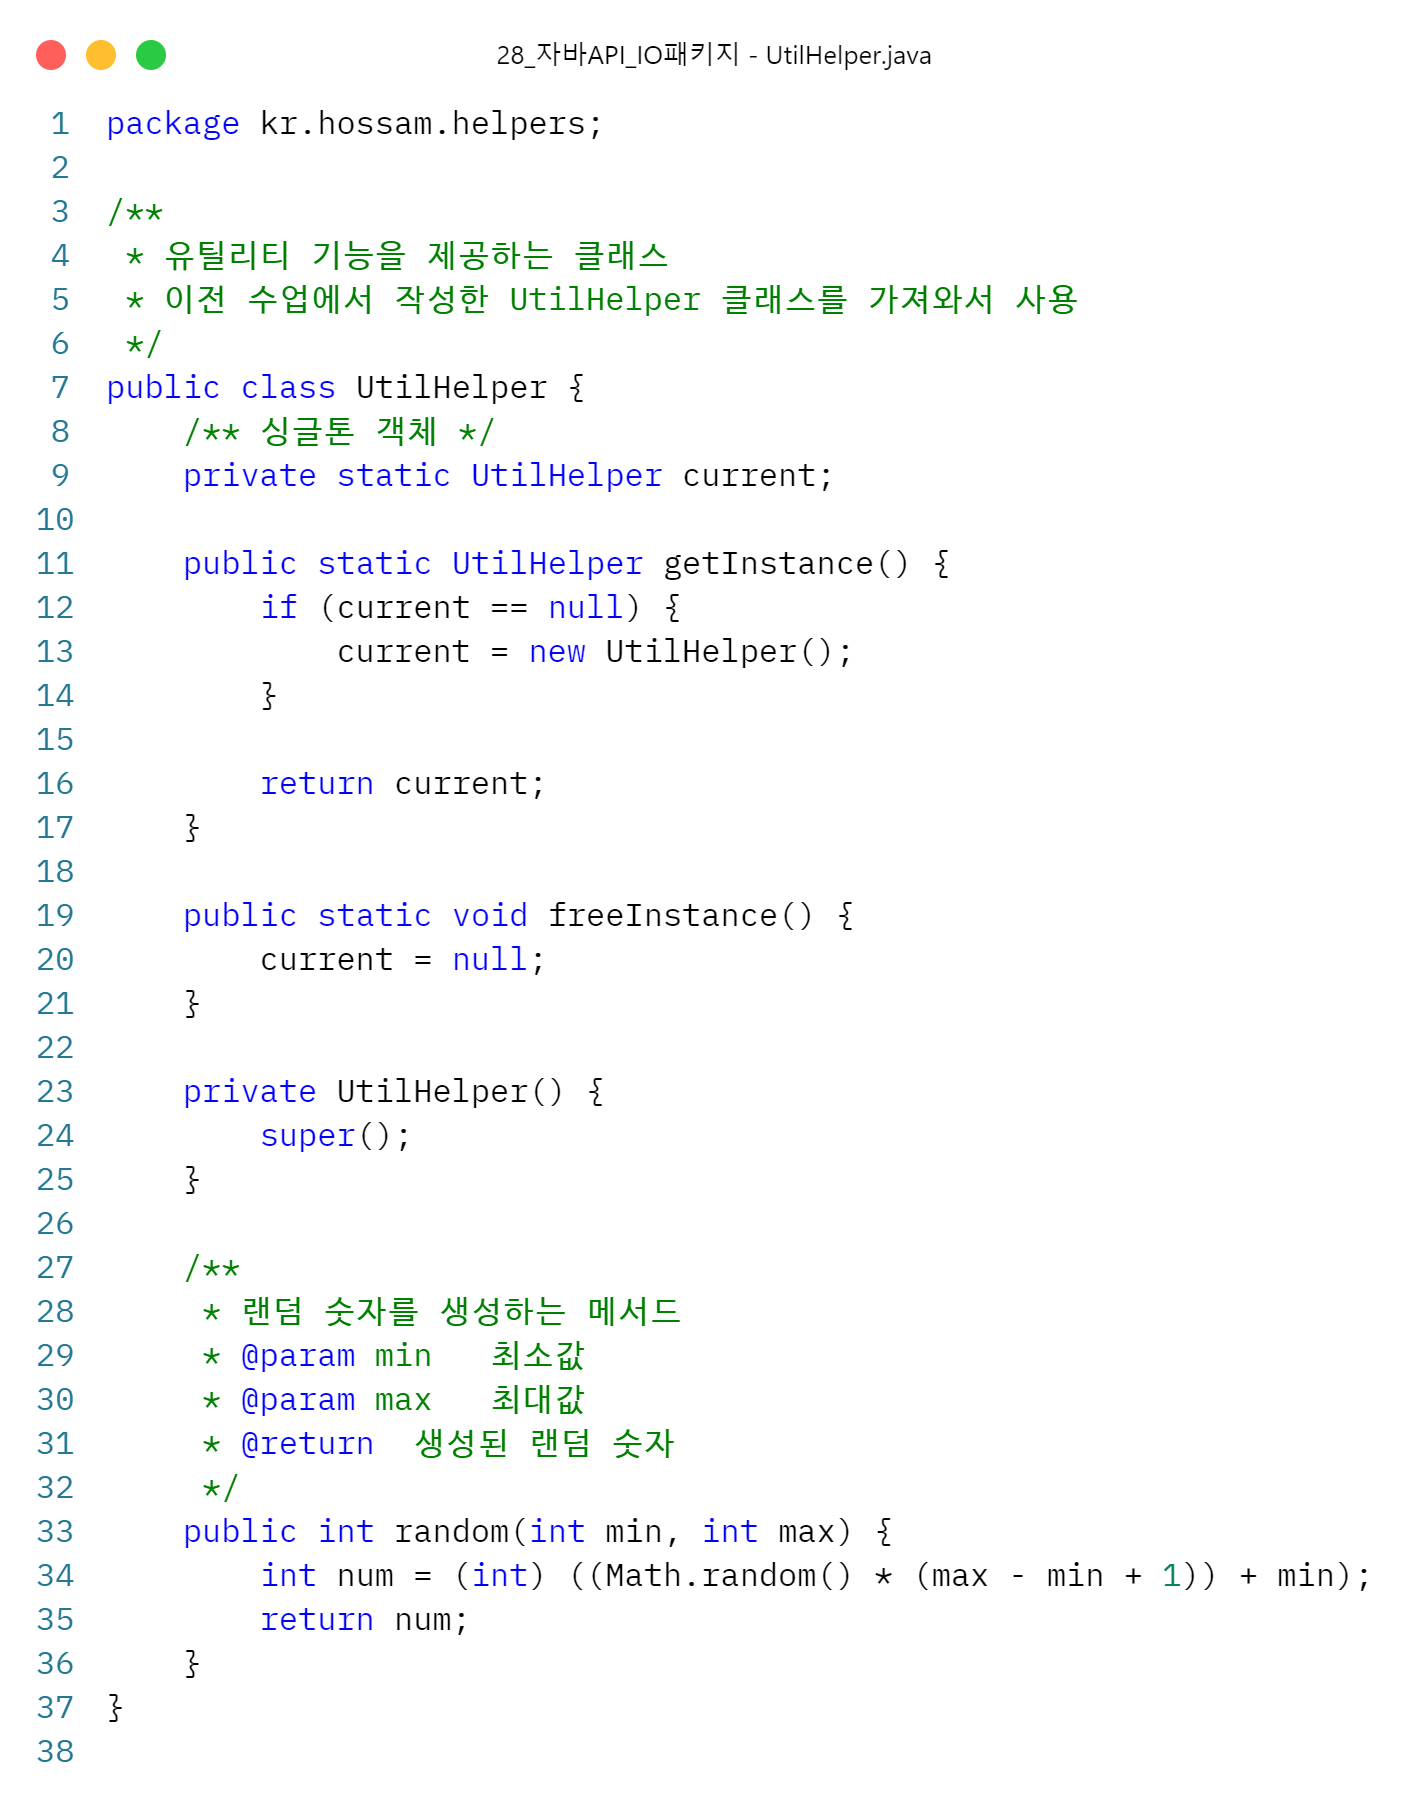 28_자바API_IO패키지 - UtilHelper.java
1 package kr.hossam.helpers;
2
3 /**
4  * 유틸리티 기능을 제공하는 클래스
5  * 이전 수업에서 작성한 UtilHelper 클래스를 가져와서 사용
6  */
7 public class UtilHelper {
8     /** 싱글톤 객체 */
9     private static UtilHelper current;
10
11     public static UtilHelper getInstance() {
12         if (current == null) {
13             current = new UtilHelper();
14         }
15
16         return current;
17     }
18
19     public static void freeInstance() {
20         current = null;
21     }
22
23     private UtilHelper() {
24         super();
25     }
26
27     /**
28      * 랜덤 숫자를 생성하는 메서드
29      * @param min   최소값
30      * @param max   최대값
31      * @return  생성된 랜덤 숫자
32      */
33     public int random(int min, int max) {
34         int num = (int) ((Math.random() * (max - min + 1)) + min);
35         return num;
36     }
37 }
38